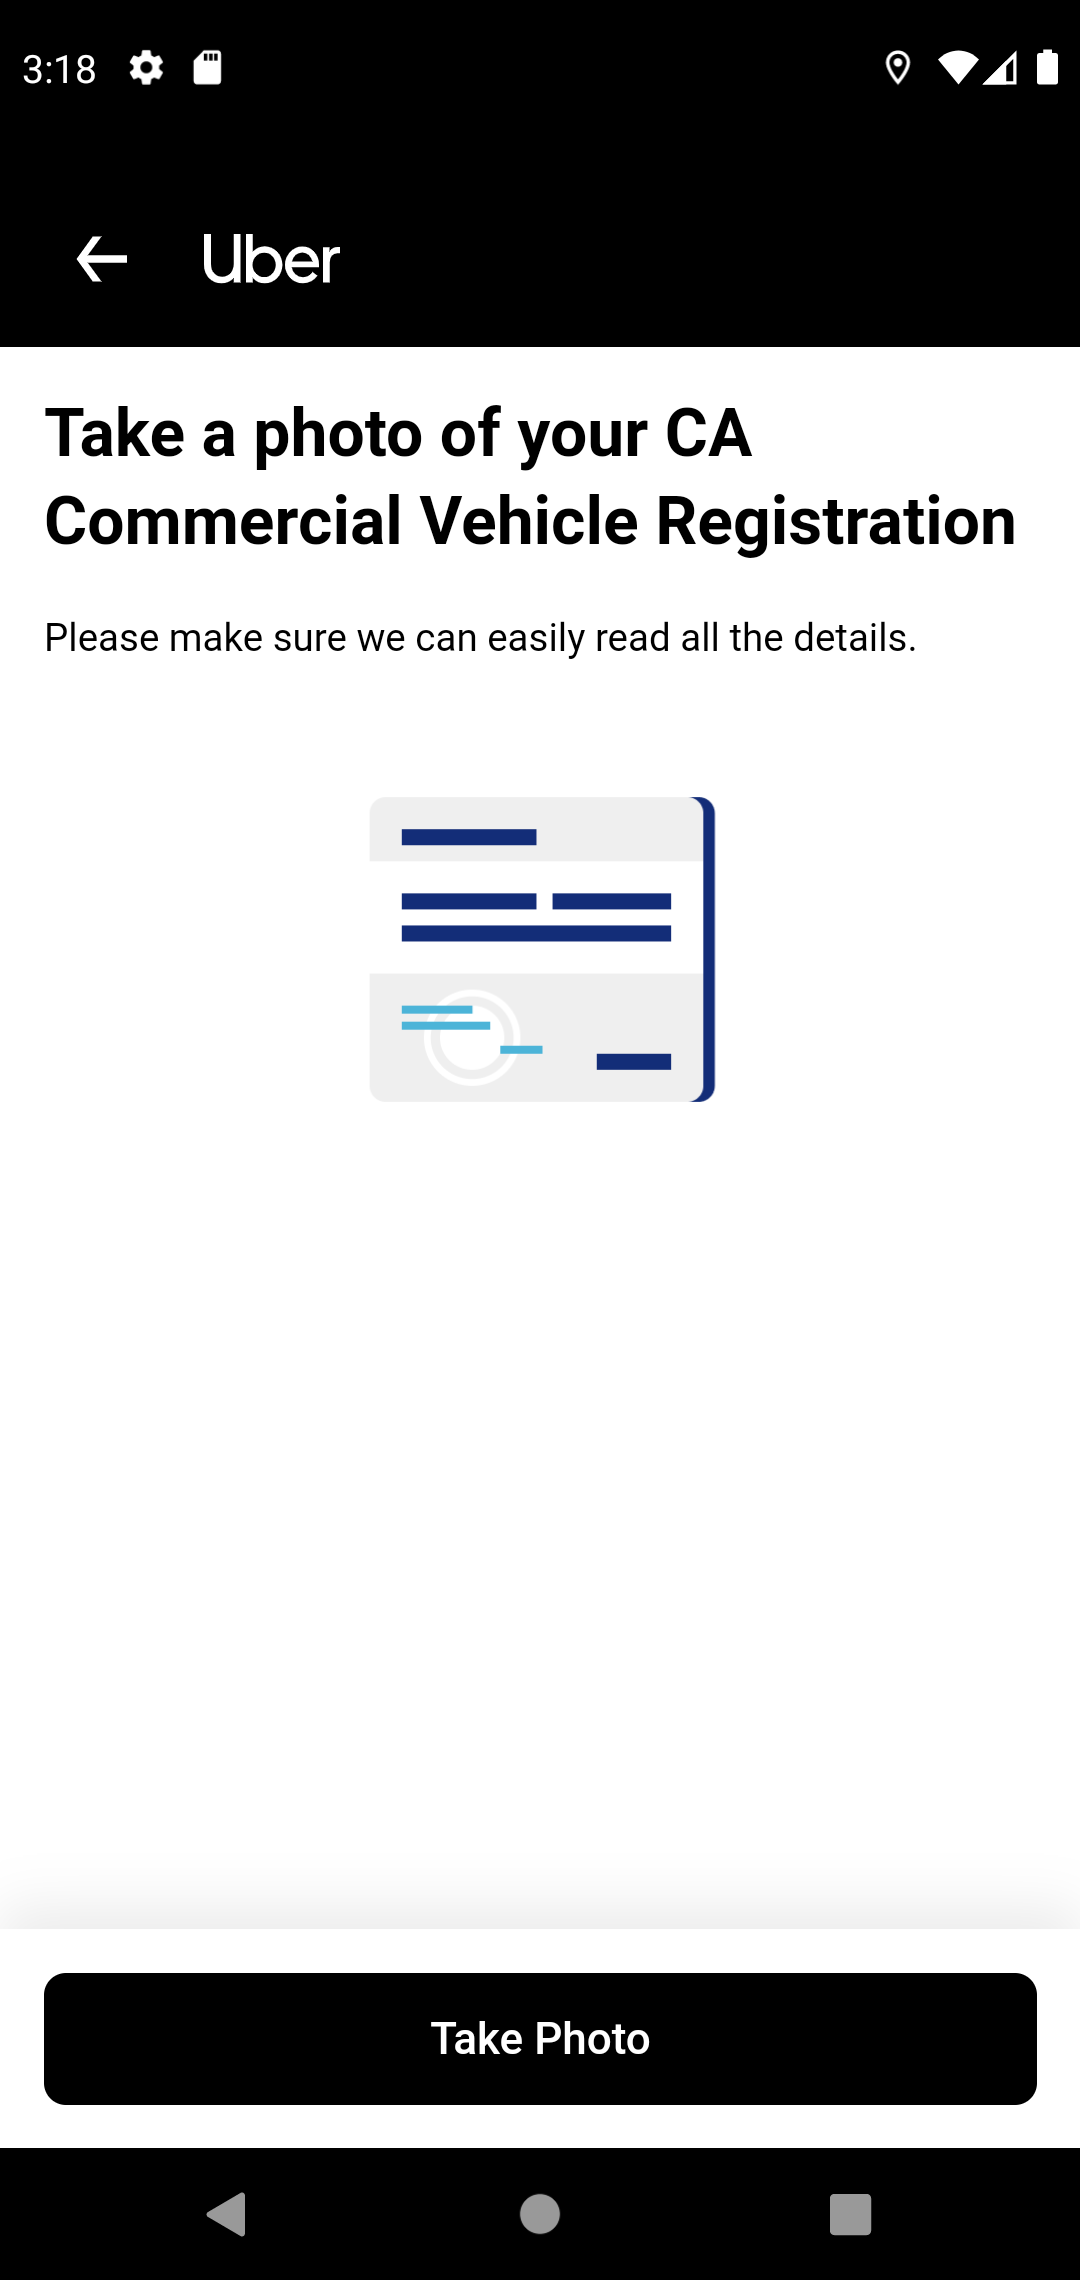 3:18
Uber
Take a photo of your CA
Commercial Vehicle Registration
Please make sure we can easily read all the details.
Take Photo